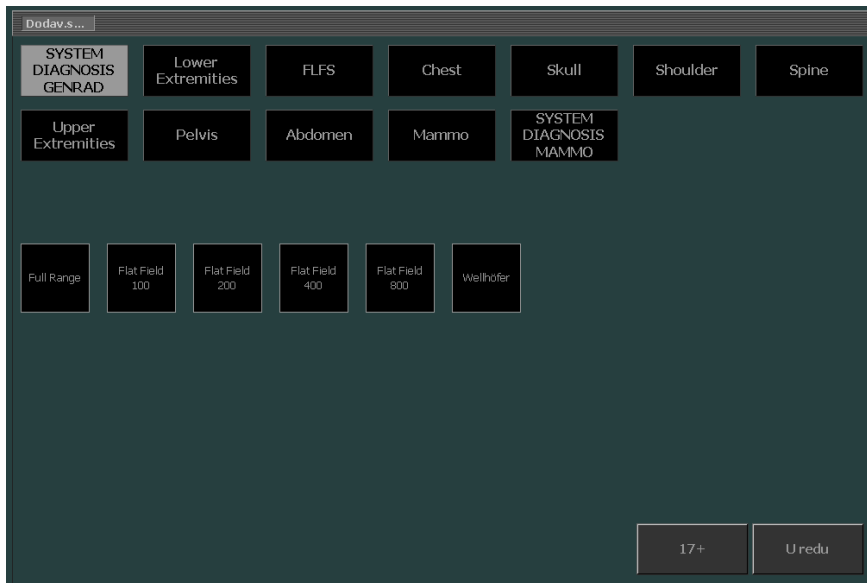 Dodav.s...
SYSTEM
DIAGNOSIS
GENRAD
Lower
Extremities
FLFS
Chest
Skull
Shoulder
Spine
Upper
Extremities
Pelvis
Abdomen
Mammo
SYSTEM
DIAGNOSIS
MAMMO
Full Range
Flat Field
100
Flat Field
200
Flat Field
400
Flat Field
800
Wellhöfer
17+
U redu